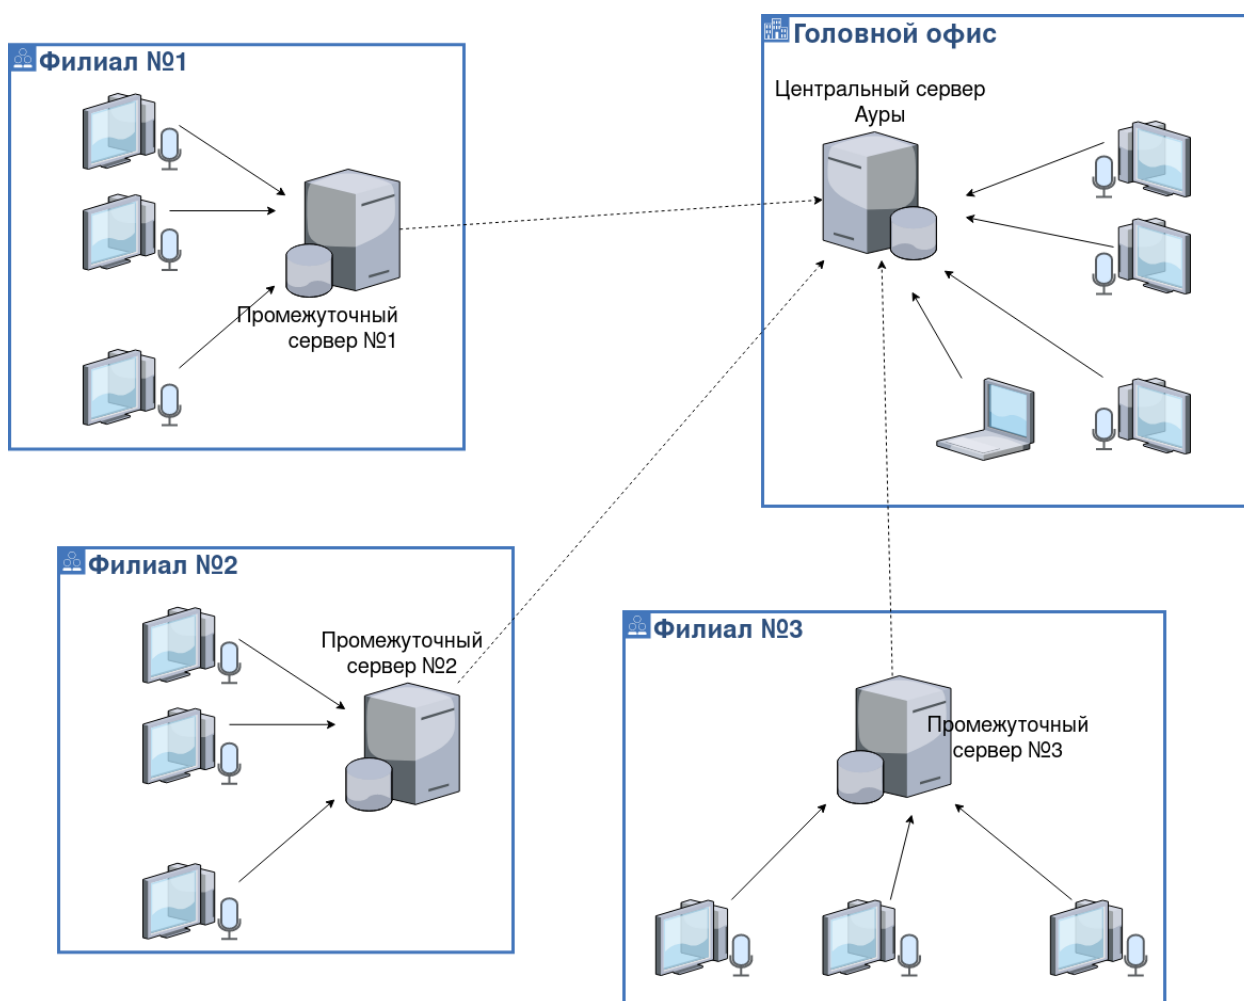 Филиал №1
Промежуточный
сервер №1
Головной офис
Центральный сервер
Ауры
Филиал №2
Промежуточный
сервер №2
Филиал №3
Промежуточный
сервер №3